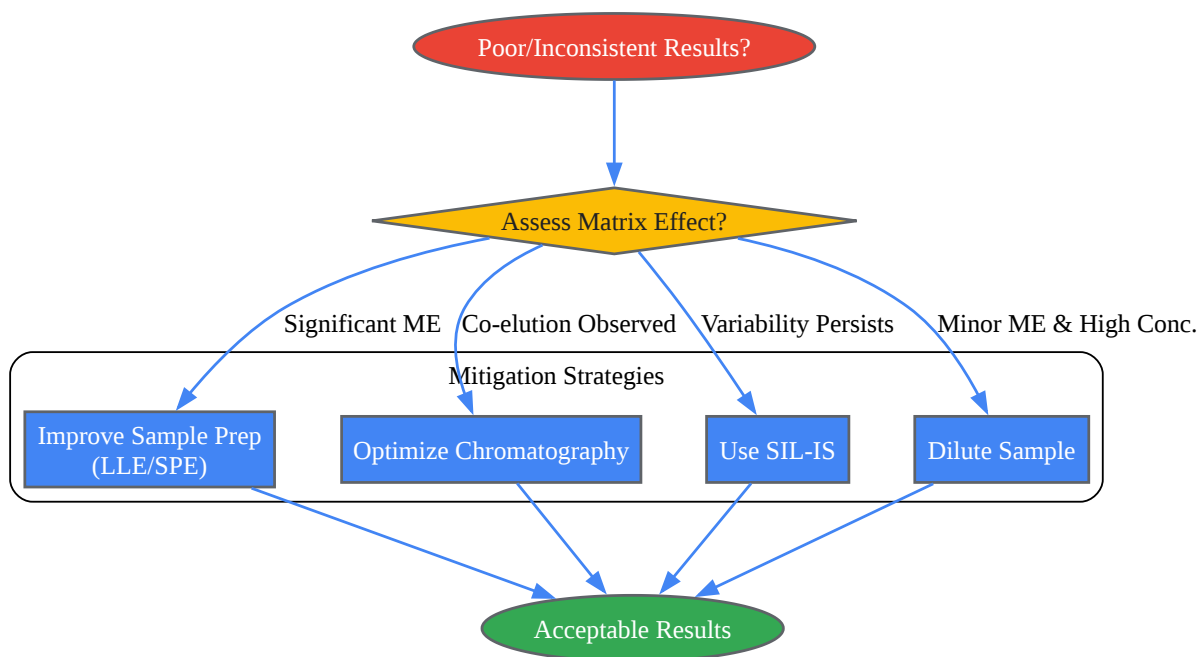 Poor/Inconsistent Results?
Assess Matrix Effect?
Significant ME
Co-elution Observed
Variability Persists
Minor ME & High Conc.
Mitigation Strategies
Improve Sample Prep
(LLE/SPE)
Optimize Chromatography
Use SIL-IS
Dilute Sample
Acceptable Results